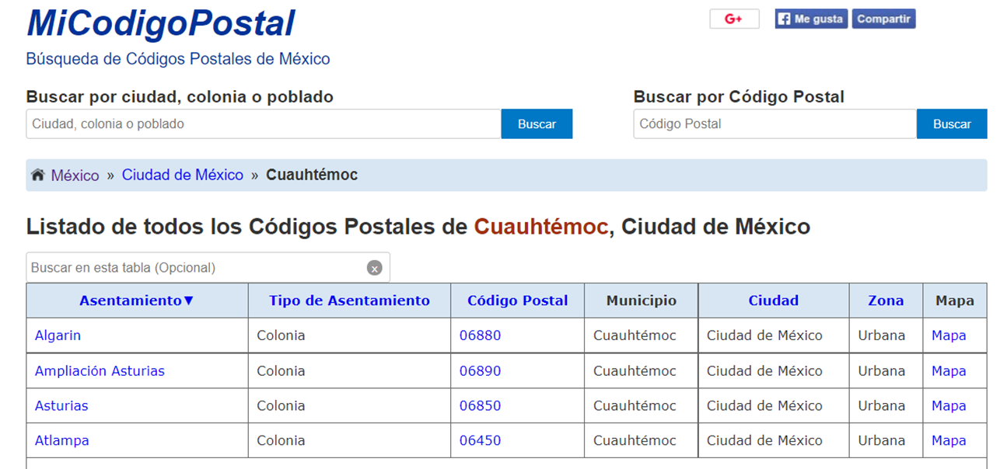 MiCodigoPostal
G+ Me gusta Compartir
Búsqueda de Códigos Postales de México
Buscar por ciudad, colonia o poblado Buscar por Código Postal
Ciudad, colonia o poblado Buscar Código Postal Buscar
México » Ciudad de México » Cuauhtémoc
Listado de todos los Códigos Postales de Cuauhtémoc, Ciudad de México
Buscar en esta tabla (Opcional) x
Asentamiento▼ Tipo de Asentamiento Código Postal Municipio Ciudad Zona Mapa
Algarin Colonia 06880 Cuauhtémoc Ciudad de México Urbana Mapa
Ampliación Asturias Colonia 06890 Cuauhtémoc Ciudad de México Urbana Mapa
Asturias Colonia 06850 Cuauhtémoc Ciudad de México Urbana Mapa
Atlampa Colonia 06450 Cuauhtémoc Ciudad de México Urbana Mapa